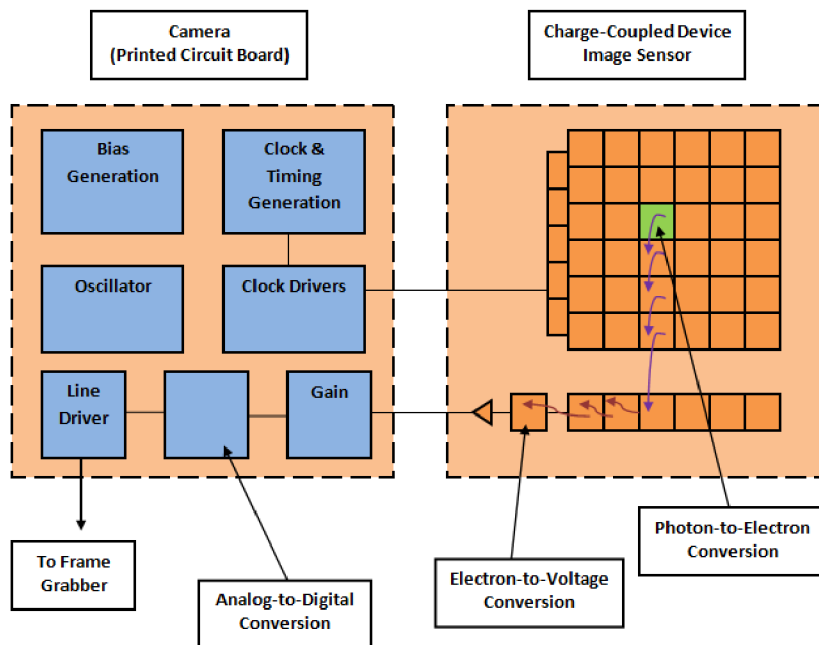 Camera
(Printed Circuit Board)
Charge-Coupled Device
Image Sensor
Bias
Generation
Clock &
Timing
Generation
Oscillator
Clock Drivers
Line
Driver
Gain
To Frame
Grabber
Analog-to-Digital
Conversion
Electron-to-Voltage
Conversion
Photon-to-Electron
Conversion